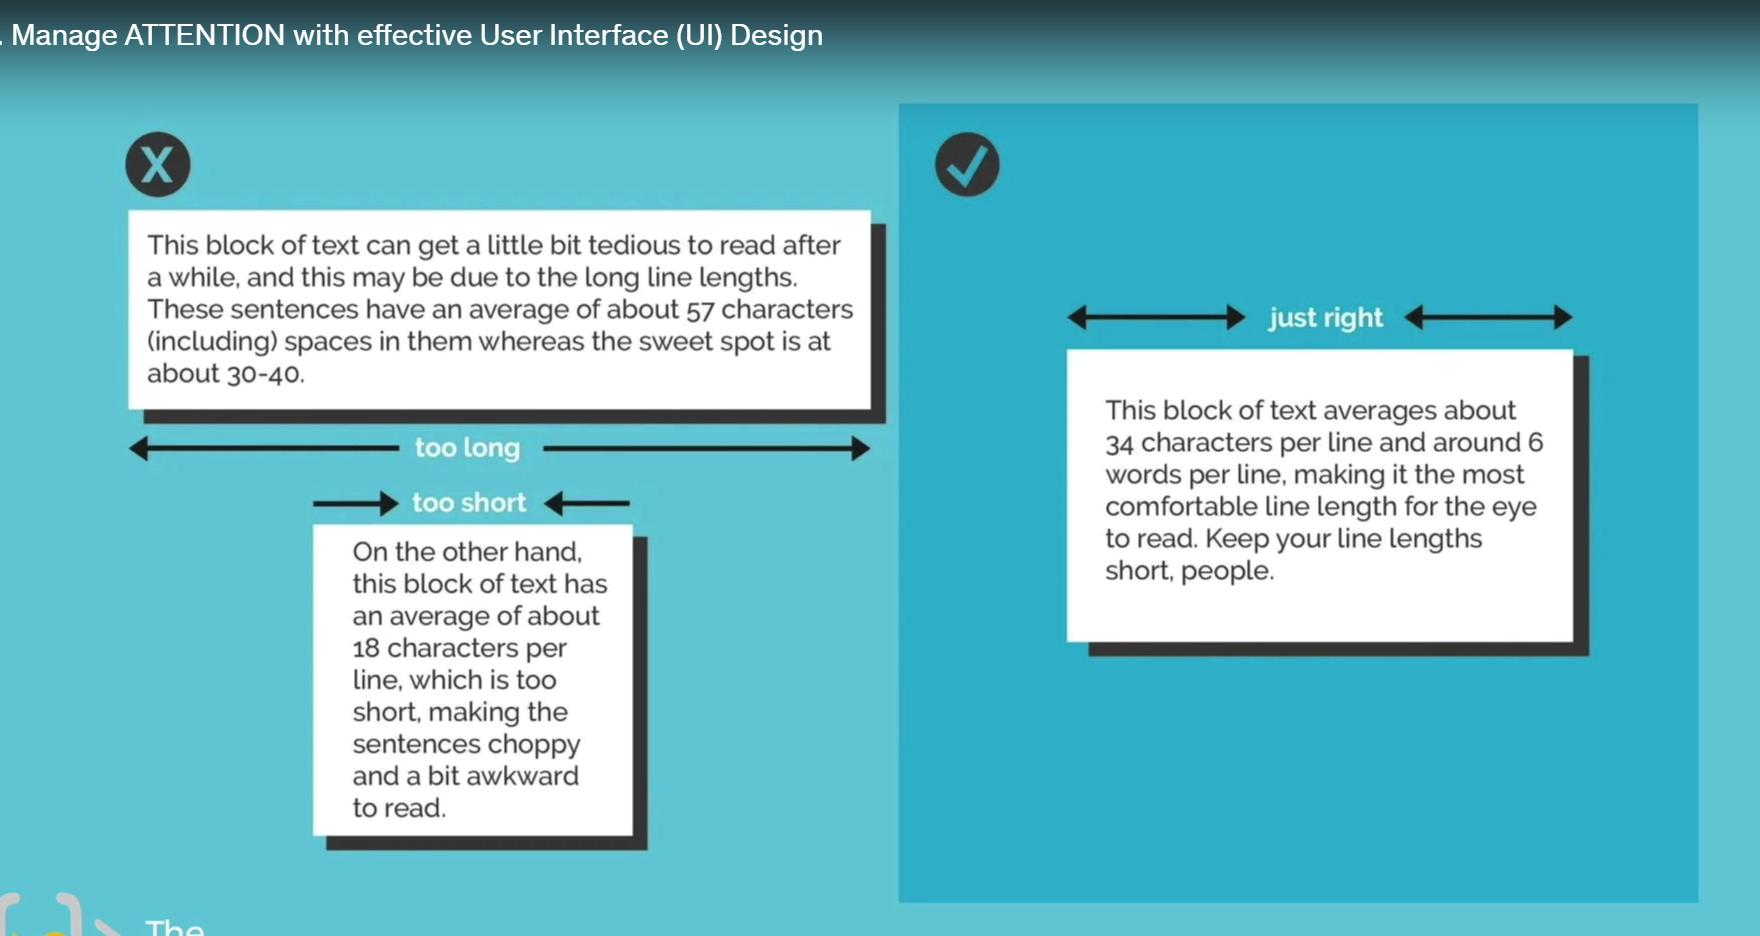 . Manage ATTENTION with effective User Interface (UI) Design
X
This block of text can get a little bit tedious to read after
a while, and this may be due to the long line lengths.
These sentences have an average of about 57 characters
(including) spaces in them whereas the sweet spot is at
about 30-40.
too long
too short
On the other hand,
this block of text has
an average of about
18 characters per
line, which is too
short, making the
sentences choppy
and a bit awkward
to read.
just right
This block of text averages about
34 characters per line and around 6
words per line, making it the most
comfortable line length for the eye
to read. Keep your line lengths
short, people.
The